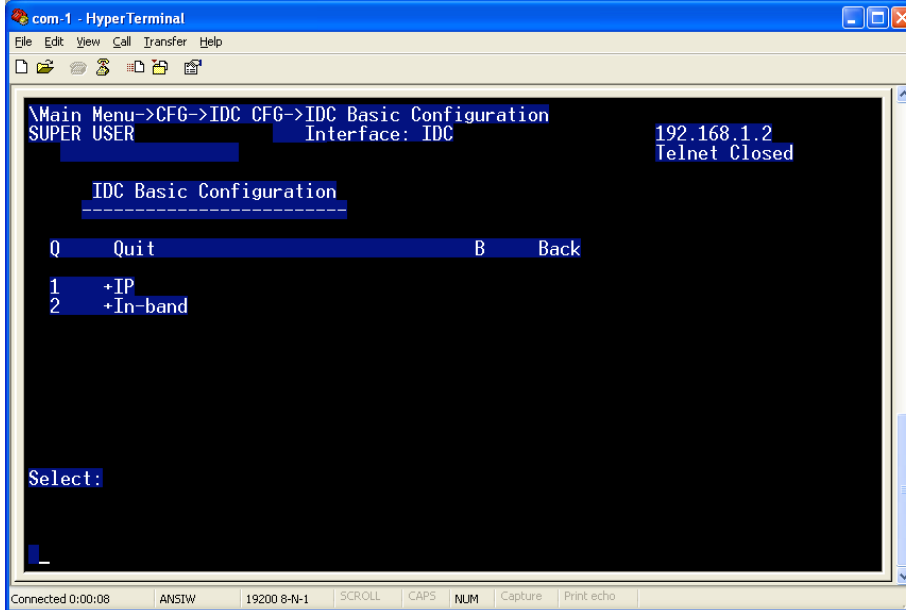 com-1 - HyperTerminal
File Edit View Call Transfer Help
\Main Menu->CFG->IDC CFG->IDC Basic Configuration
SUPER USER Interface: IDC 192.168.1.2
Telnet Closed
IDC Basic Configuration
------------------------
Q Quit B Back
1 +IP
2 +In-band
Select:
_
Connected 0:00:08 ANSIW 19200 8-N-1 SCROLL CAPS NUM Capture Print echo